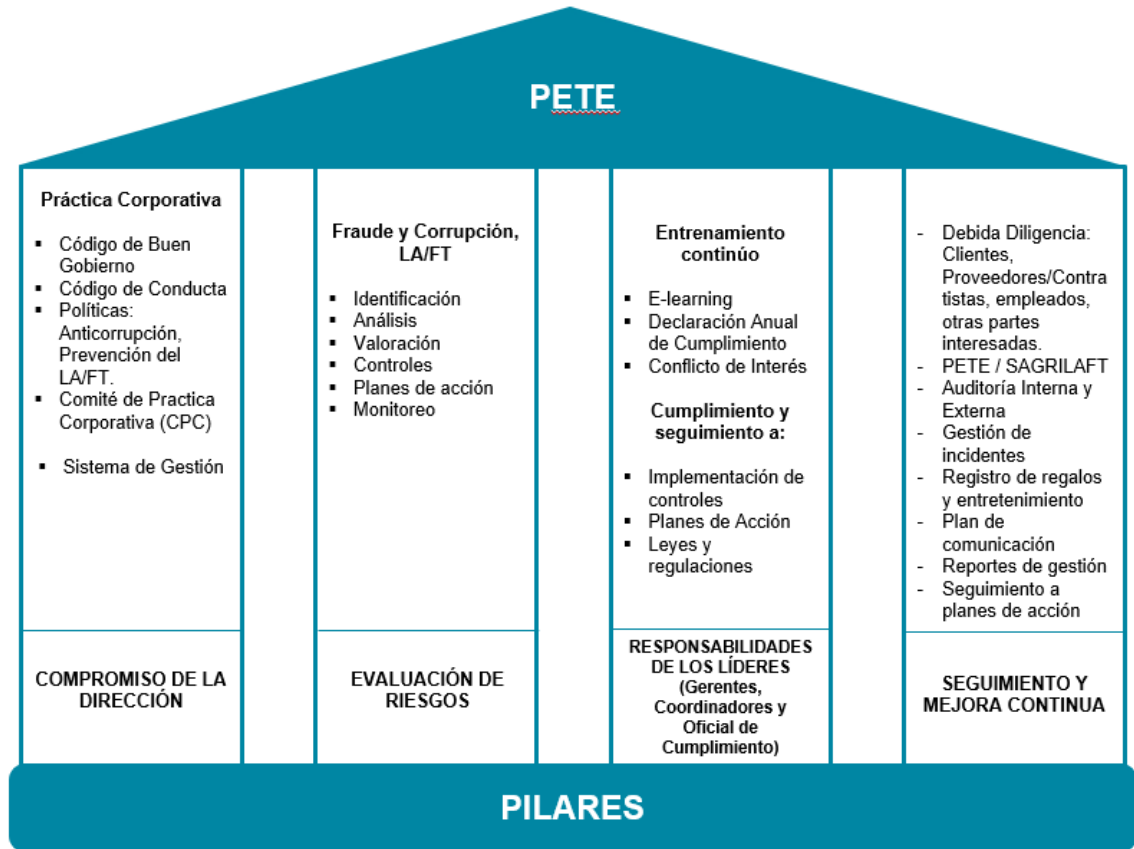 PETE
Práctica Corporativa
▪ Código de Buen
Gobierno
▪ Código de Conducta
▪ Políticas:
Anticorrupción,
Prevención del
LA/FT.
▪ Comité de Practica
Corporativa (CPC)
▪ Sistema de Gestión
COMPROMISO DE LA
DIRECCIÓN
Fraude y Corrupción,
LA/FT
▪ Identificación
▪ Análisis
▪ Valoración
▪ Controles
▪ Planes de acción
▪ Monitoreo
EVALUACIÓN DE
RIESGOS
Entrenamiento
continúo
▪ E-learning
▪ Declaración Anual
de Cumplimiento
▪ Conflicto de Interés
Cumplimiento y
seguimiento a:
▪ Implementación de
controles
▪ Planes de Acción
▪ Leyes y
regulaciones
RESPONSABILIDADES
DE LOS LÍDERES
(Gerentes,
Coordinadores y
Oficial de
Cumplimiento)
- Debida Diligencia:
Clientes,
Proveedores/Contra
tistas, empleados,
otras partes
interesadas.
- PETE / SAGRILAFT
- Auditoría Interna y
Externa
- Gestión de
incidentes
- Registro de regalos
y entretenimiento
- Plan de
comunicación
- Reportes de gestión
- Seguimiento a
planes de acción
SEGUIMIENTO Y
MEJORA CONTINUA
PILARES